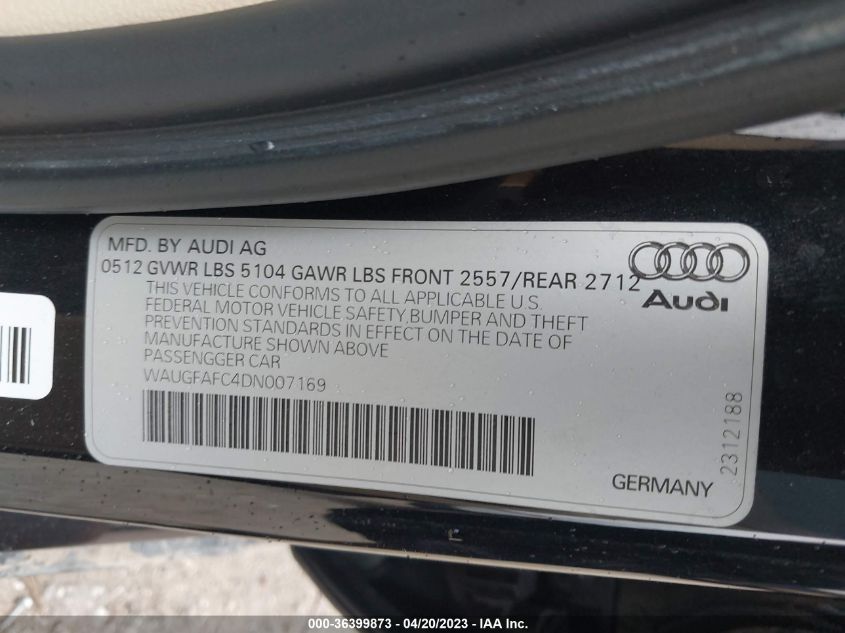 MFD. BY AUDI AG
0512 GVWR LBS 5104 GAWR LBS FRONT 2557/REAR 2712
THIS VEHICLE CONFORMS TO ALL APPLICABLE U.S.
FEDERAL MOTOR VEHICLE SAFETY,BUMPER AND THEFT
PREVENTION STANDARDS IN EFFECT ON THE DATE OF
MANUFACTURE SHOWN ABOVE
PASSENGGER CAR
WAUGFAFC4DN007169
Audi
2312188
GERMANY
000-36399873 - 04/20/2023 - IAA Inc.